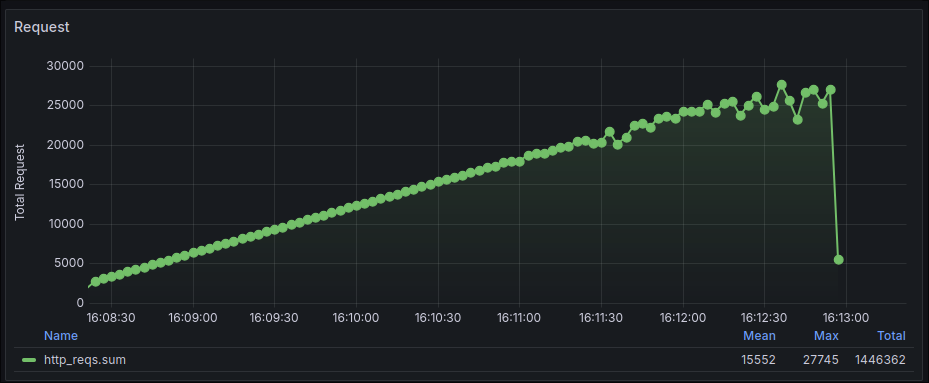 Request
30000
25000
20000
15000
10000
5000
0
Total Request
16:08:30 16:09:00 16:09:30 16:10:00 16:10:30 16:11:00 16:11:30 16:12:00 16:12:30 16:13:00
Name Mean Max Total
http_reqs.sum 15552 27745 1446362